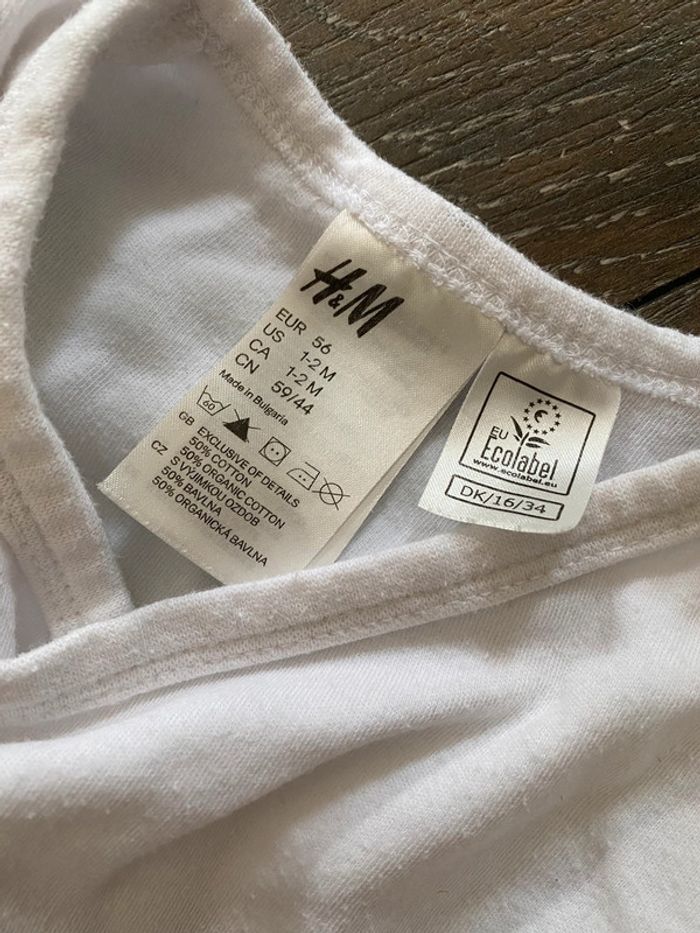 H&M
EUR 56
US 1-2 M
CA 1-2 M
CN 59/44
Made in Bulgaria
60
GB EXCLUSIVE OF DETAILS
50% COTTON
50% ORGANIC COTTON
CZ S VÝJIMKOU OZDOB
50% BAVLNA
50% ORGANICKÁ BAVLNA
EU
Ecolabel
www.ecolabel.eu
DK/16/34